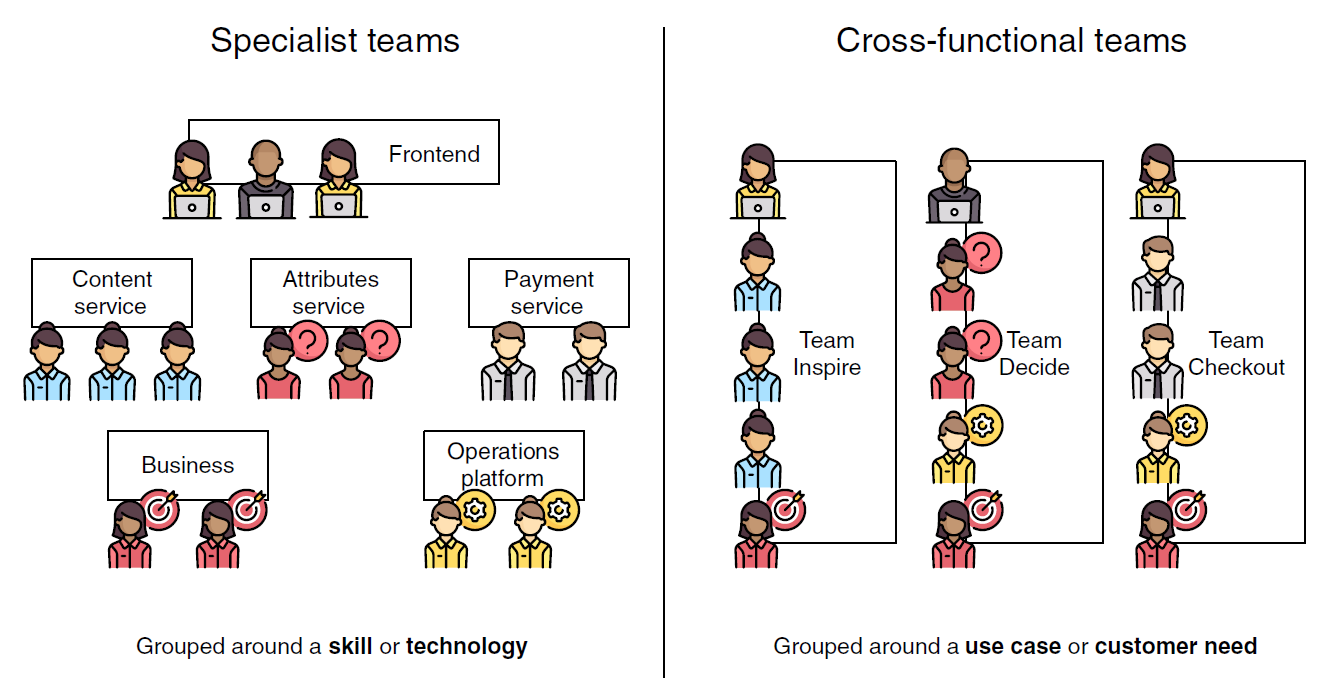 Specialist teams
Cross-functional teams
Frontend
Content
service
Attributes
service
Payment
service
Business
Operations
platform
Team
Inspire
Team
Decide
Team
Checkout
?
?
?
?
Grouped around a skill or technology
Grouped around a use case or customer need